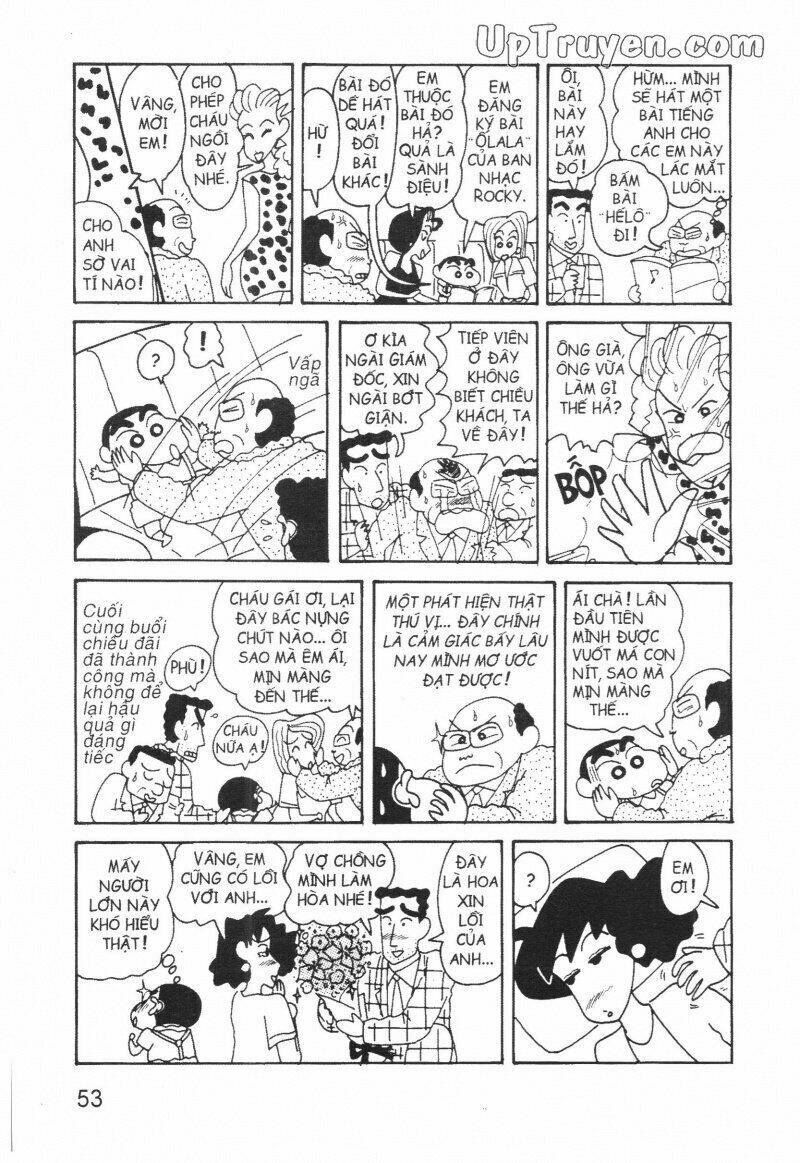 UpTruyen.com
HỪM... MÌNH
SẼ HÁT MỘT
BÀI TIẾNG
ANH CHO
CÁC EM NÀY
LÁC MẮT
LUÔN...
BẤM
BÀI
"HÊLÔ"
ĐI!
ÔI,
BÀI
NÀY
HAY
LẮM
ĐÓ!
EM
ĐĂNG
KÝ BÀI
"ÔLALA"
CỦA BAN
NHẠC
ROCKY.
EM
THUỘC
BÀI ĐÓ
HẢ?
QUẢ LÀ
SÀNH
ĐIỆU!
BÀI ĐÓ
DỄ HÁT
QUÁ!
ĐỔI
BÀI
KHÁC!
HỪ
!
CHO
PHÉP
CHÁU
NGỒI
ĐÂY
NHÉ.
VÂNG,
MỜI
EM!
CHO
ANH
SỜ VAI
TÍ NÀO!
ÔNG GIÀ,
ÔNG VỪA
LÀM GÌ
THẾ HẢ?
BỐP
TIẾP VIÊN
Ở ĐÂY
KHÔNG
BIẾT CHIỀU
KHÁCH, TA
VỀ ĐÂY!
Ơ KÌA
NGÀI GIÁM
ĐỐC, XIN
NGÀI BỚT
GIẬN.
Vấp
ngã
!
?
ÁI CHÀ! LẦN
ĐẦU TIÊN
MÌNH ĐƯỢC
VUỐT MÁ CON
NÍT, SAO MÀ
MỊN MÀNG
THẾ...
MỘT PHÁT HIỆN THẬT
THÚ VỊ... ĐÂY CHÍNH
LÀ CẢM GIÁC BẤY LÂU
NAY MÌNH MƠ ƯỚC
ĐẠT ĐƯỢC!
CHÁU GÁI ƠI, LẠI
ĐÂY BÁC NỰNG
CHÚT NÀO... ÔI
SAO MÀ ÊM ÁI,
MỊN MÀNG
ĐẾN THẾ...
CHÁU
NỮA Ạ!
PHÙ!
Cuối
cùng buổi
chiêu đãi
đã thành
công mà
không để
lại hậu
quả gì
đáng
tiếc
EM
ƠI!
?
ĐÂY
LÀ HOA
XIN
LỖI
CỦA
ANH...
VỢ CHỒNG
MÌNH LÀM
HÒA NHÉ!
VÂNG, EM
CŨNG CÓ LỖI
VỚI ANH...
MẤY
NGƯỜI
LỚN NÀY
KHÓ HIỂU
THẬT!
53